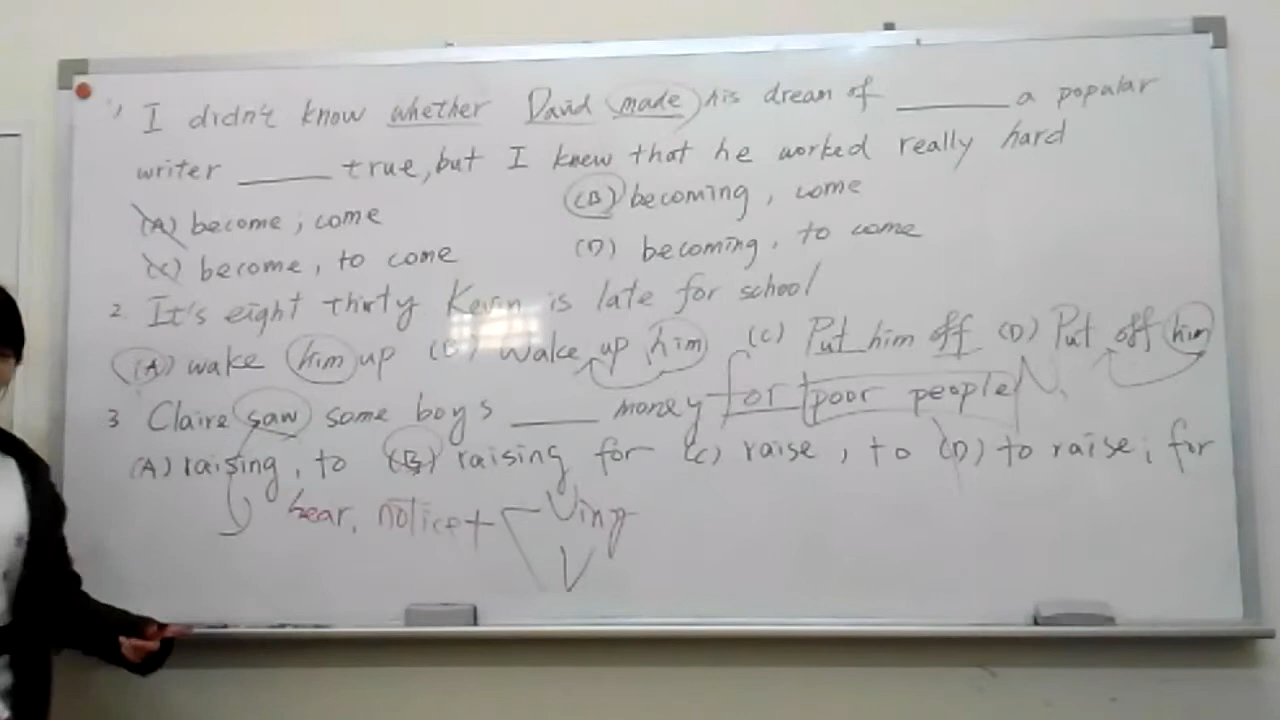 1, I didn't know whether David made his dream of ______ a popular
writer ______ true, but I knew that he worked really hard
(A) become, come (B) becoming, come
(C) become, to come (D) becoming, to come
2. It's eight thirty Kevin is late for school
(A) wake him up (B) Wake up him (C) Put him off (D) Put off him
3 Claire saw some boys ______ money for poor people N.
(A) raising, to (B) raising for (C) raise, to (D) to raise, for
hear, notice + Ving
V